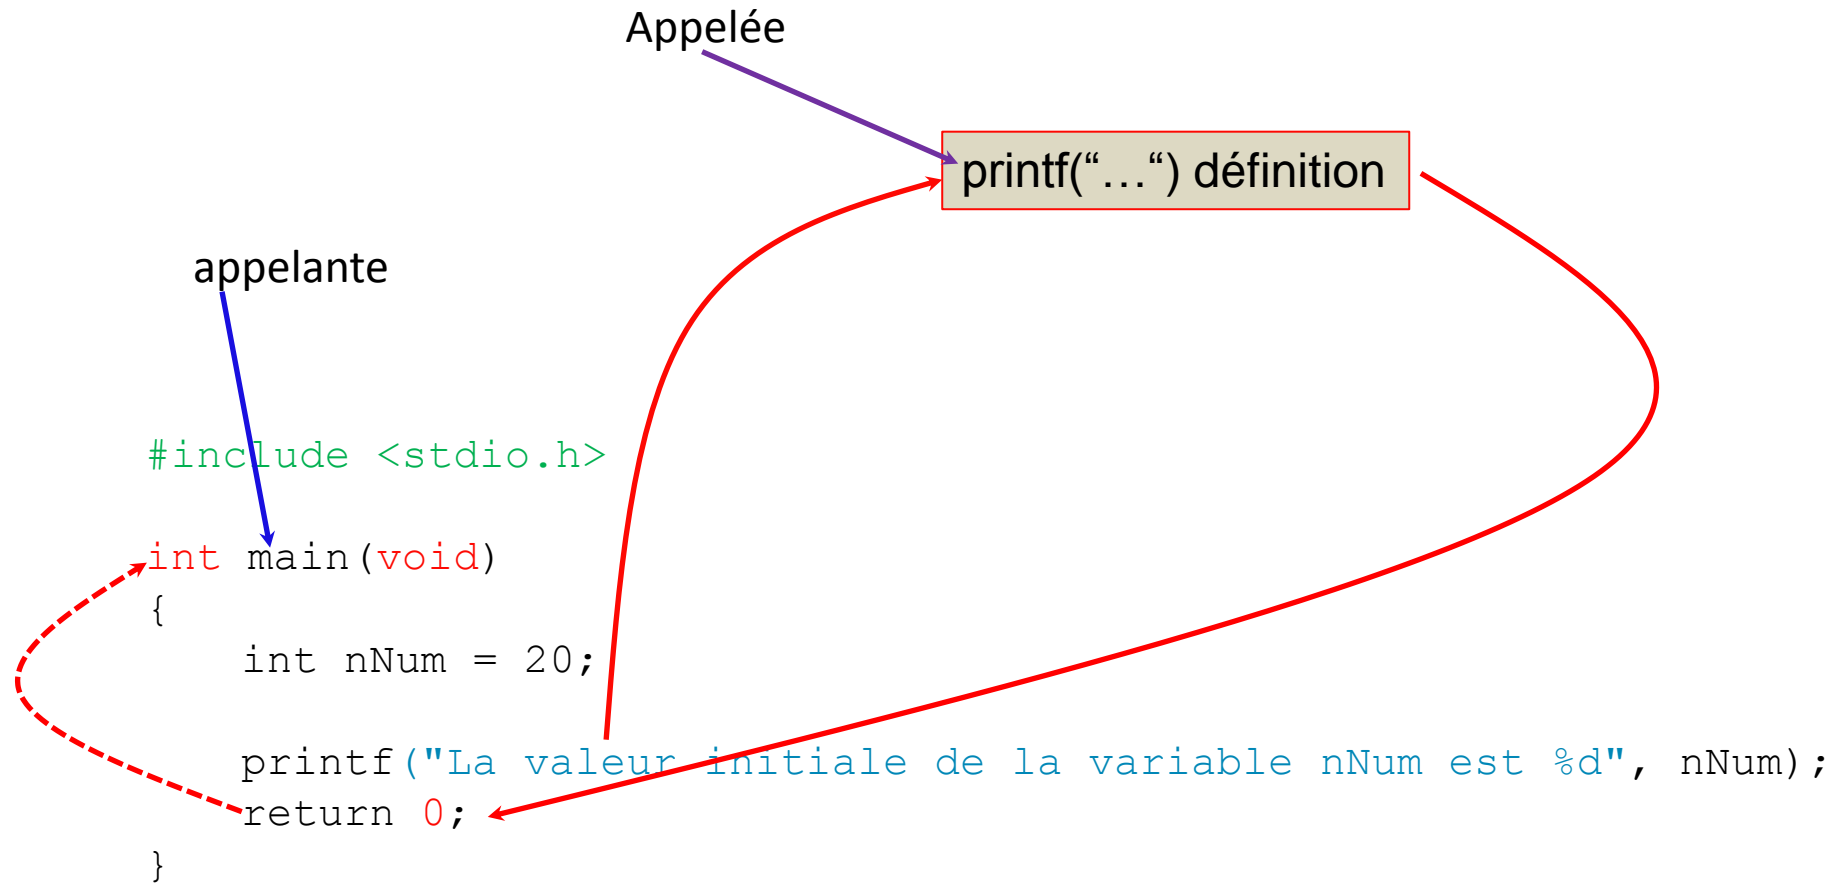 Appelée
printf(“…“) définition
appelante
#include <stdio.h>
int main(void)
{
int nNum = 20;
printf("La valeur initiale de la variable nNum est %d", nNum);
return 0;
}